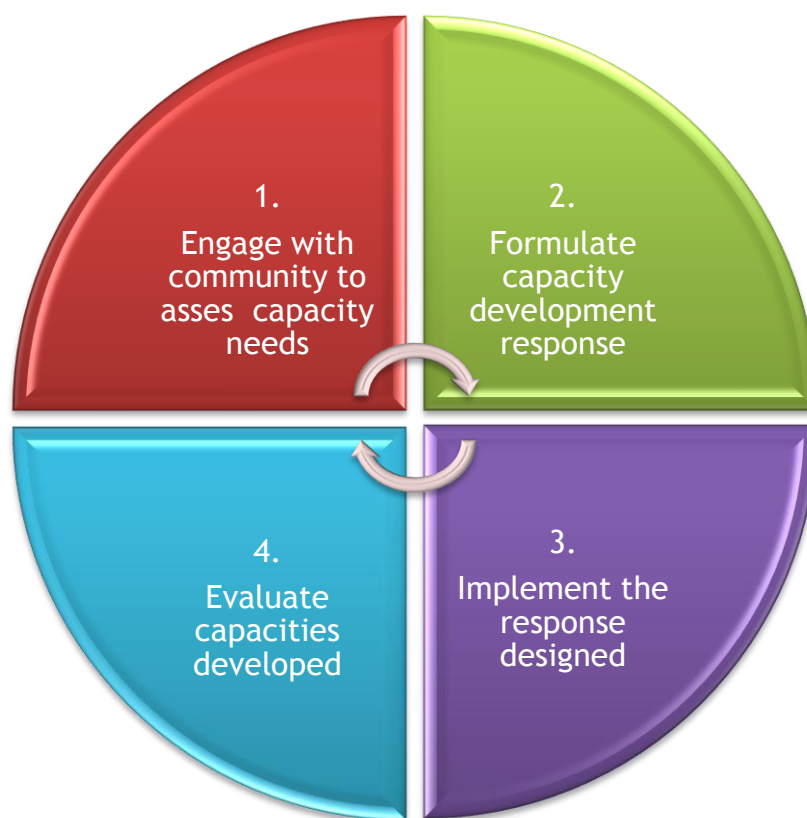 1.
Engage with
community to
asses capacity
needs
2.
Formulate
capacity
development
response
3.
Implement the
response
designed
4.
Evaluate
capacities
developed